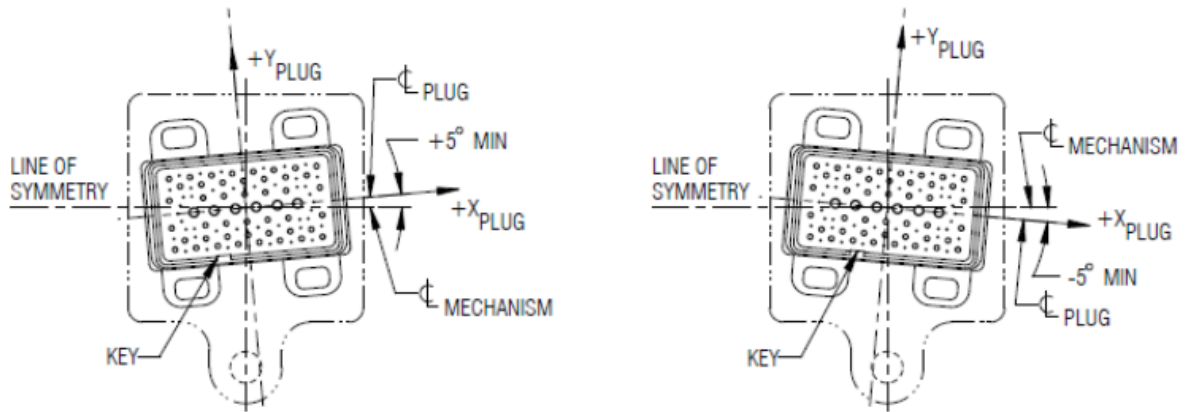 +Y PLUG
℄ PLUG
+5° MIN
LINE OF
SYMMETRY
+X PLUG
℄ MECHANISM
KEY
+Y PLUG
℄ MECHANISM
LINE OF
SYMMETRY
+X PLUG
-5° MIN
℄ PLUG
KEY